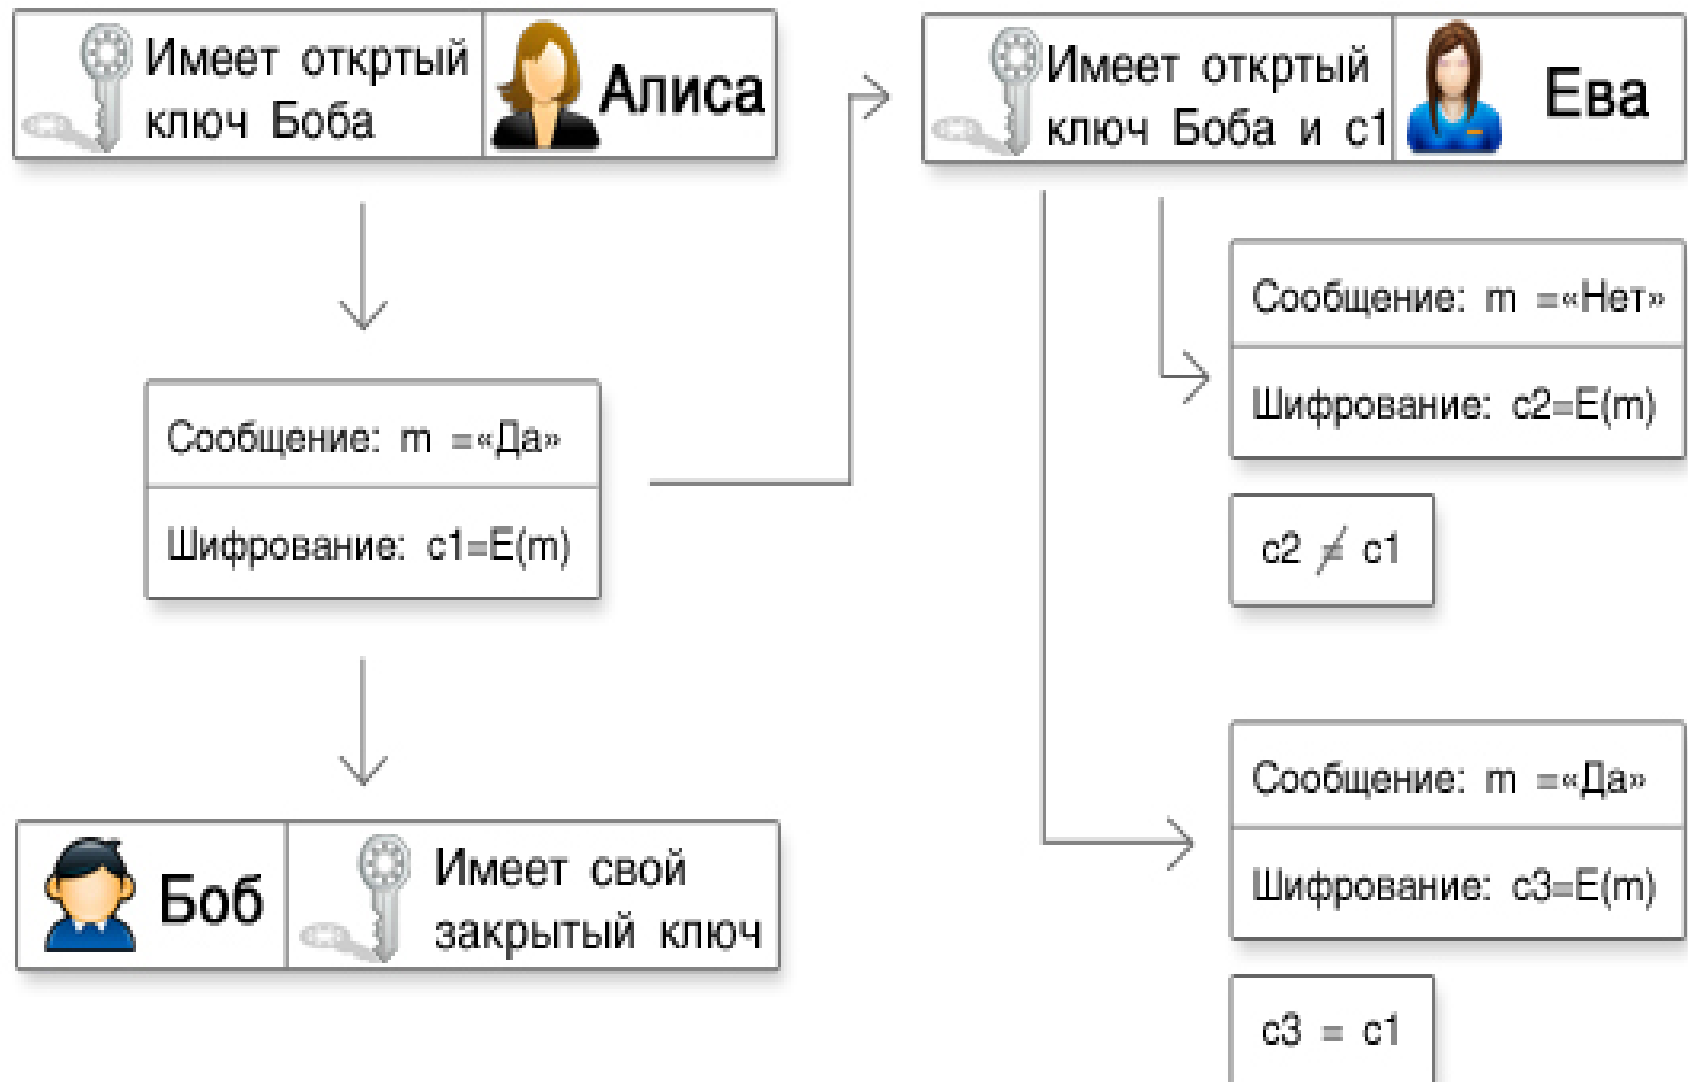 Имеет откртый
ключ Боба
Алиса
Имеет откртый
ключ Боба и c1
Ева
Сообщение: m =«Да»
Шифрование: c1=E(m)
Боб
Имеет свой
закрытый ключ
Сообщение: m =«Нет»
Шифрование: c2=E(m)
c2 ≠ c1
Сообщение: m =«Да»
Шифрование: c3=E(m)
c3 = c1